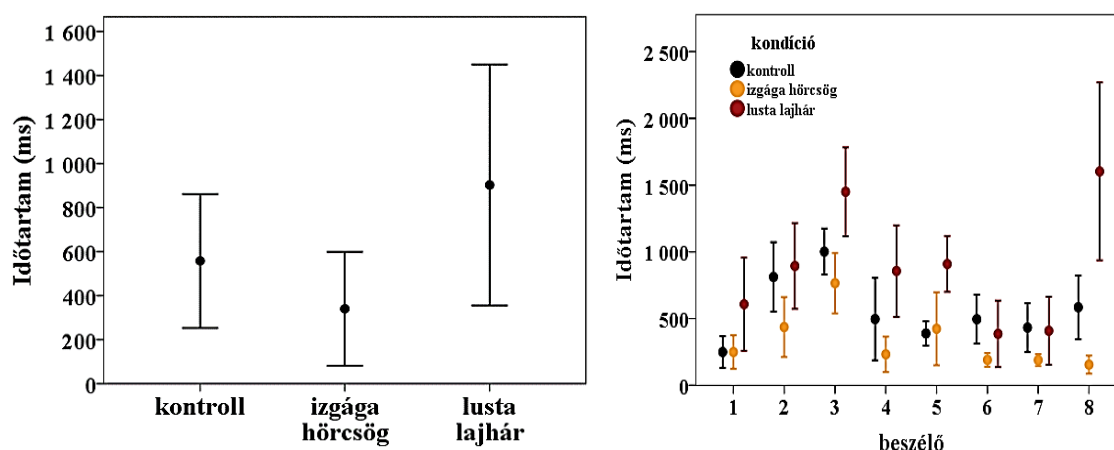 Időtartam (ms)
1 600
1 400
1 200
1 000
800
600
400
200
0
kontroll
izgága
hörcsög
lusta
lajhár
Időtartam (ms)
2 500
2 000
1 500
1 000
500
0
kondíció
kontroll
izgága hörcsög
lusta lajhár
1 2 3 4 5 6 7 8
beszélő